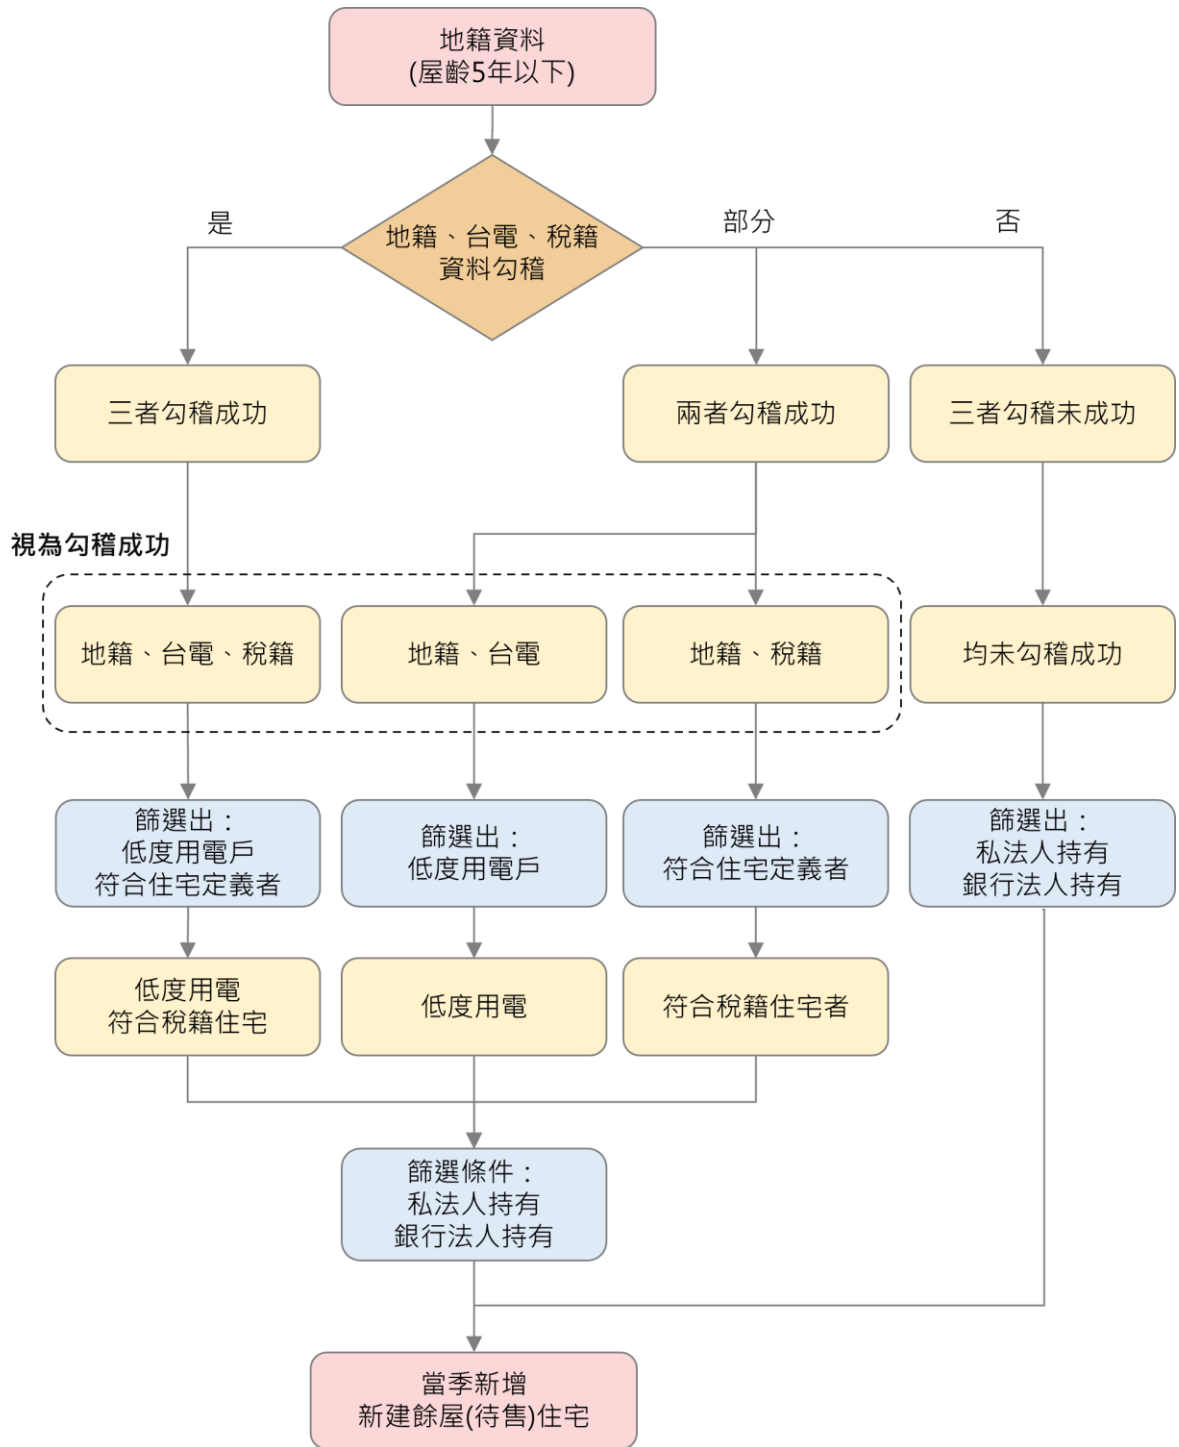 地籍資料
(屋齡5年以下)
地籍、台電、稅籍
資料勾稽
是
部分
否
三者勾稽成功
兩者勾稽成功
三者勾稽未成功
視為勾稽成功
地籍、台電、稅籍
地籍、台電
地籍、稅籍
均未勾稽成功
篩選出：
低度用電戶
符合住宅定義者
篩選出：
低度用電戶
篩選出：
符合住宅定義者
篩選出：
私法人持有
銀行法人持有
低度用電
符合稅籍住宅
低度用電
符合稅籍住宅者
篩選條件：
私法人持有
銀行法人持有
當季新增
新建餘屋(待售)住宅